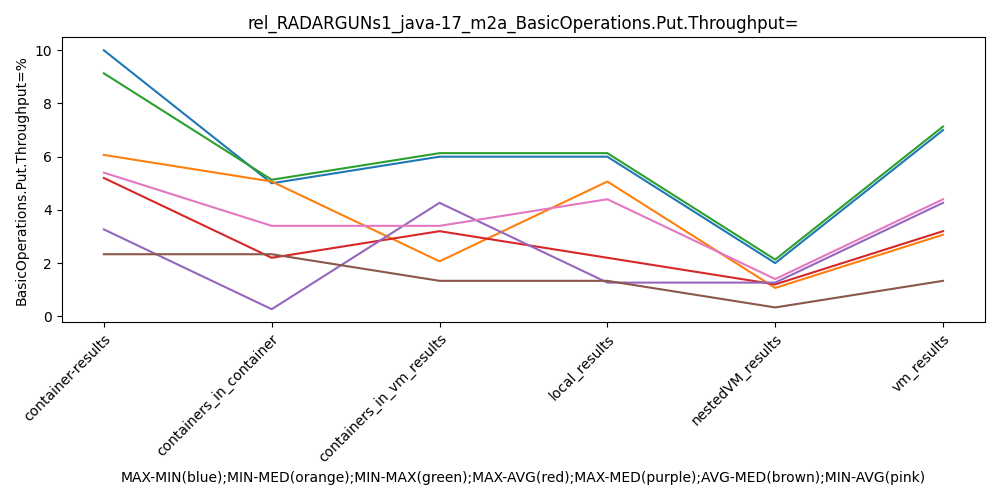 rel_RADARGUNs1_java-17_m2a_BasicOperations.Put.Throughput=
BasicOperations.Put.Throughput=%
10
8
6
4
2
0
container-results
containers_in_container
containers_in_vm_results
local_results
nestedVM_results
vm_results
MAX-MIN(blue);MIN-MED(orange);MIN-MAX(green);MAX-AVG(red);MAX-MED(purple);AVG-MED(brown);MIN-AVG(pink)